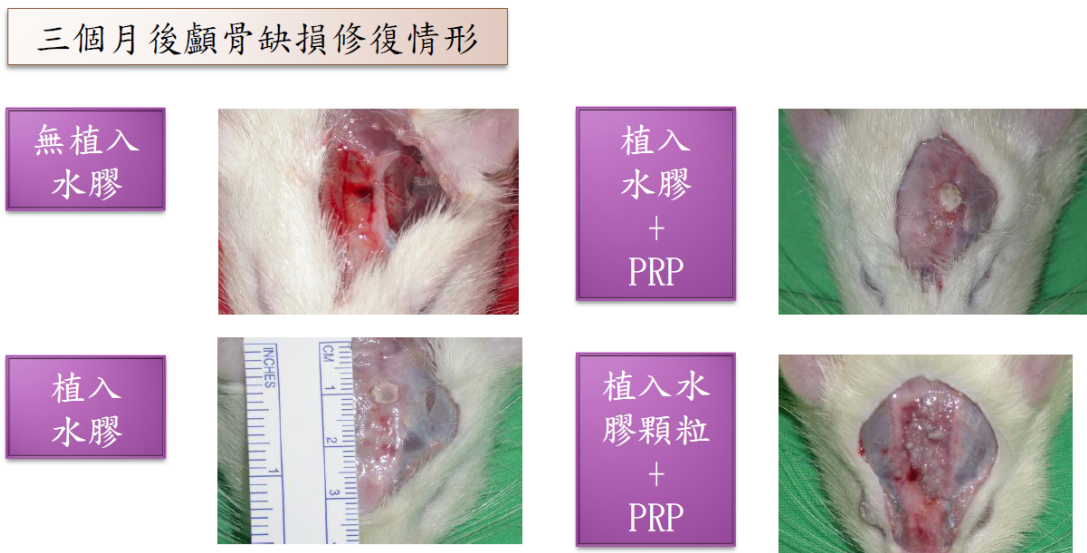 三個月後顱骨缺損修復情形
無植入
水膠
植入
水膠
+
PRP
植入
水膠
INCHES
1
CM
1
2
3
植入水
膠顆粒
+
PRP